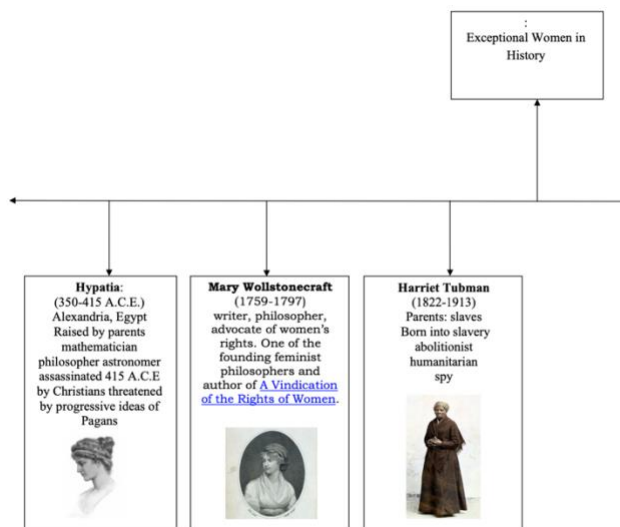 :
Exceptional Women in
History
Hypatia:
(350-415 A.C.E.)
Alexandria, Egypt
Raised by parents
mathematician
philosopher astronomer
assassinated 415 A.C.E
by Christians threatened
by progressive ideas of
Pagans
Mary Wollstonecraft
(1759-1797)
writer, philosopher,
advocate of women's
rights. One of the
founding feminist
philosophers and
author of A Vindication
of the Rights of Women.
Harriet Tubman
(1822-1913)
Parents: slaves
Born into slavery
abolitionist
humanitarian
spy